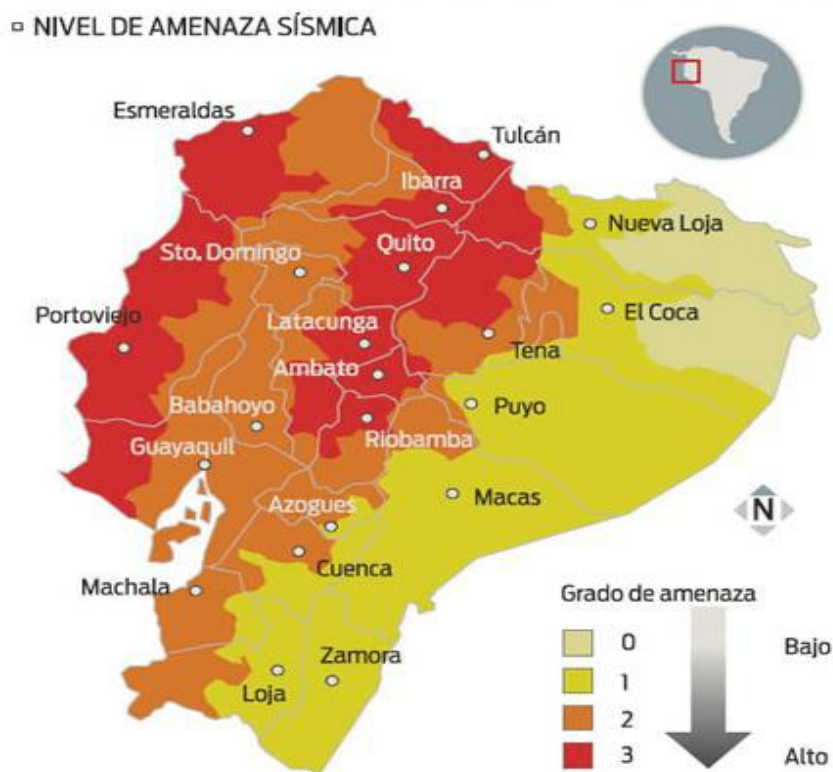 NIVEL DE AMENAZA SÍSMICA
Esmeraldas
Tulcán
Ibarra
Nueva Loja
Quito
Sto. Domingo
El Coca
Portoviejo
Latacunga
Tena
Ambato
Puyo
Babahoyo
Riobamba
Guayaquil
Macas
Azogues
N
Cuenca
Machala
Zamora
Loja
Grado de amenaza
0 Bajo
1
2
3 Alto